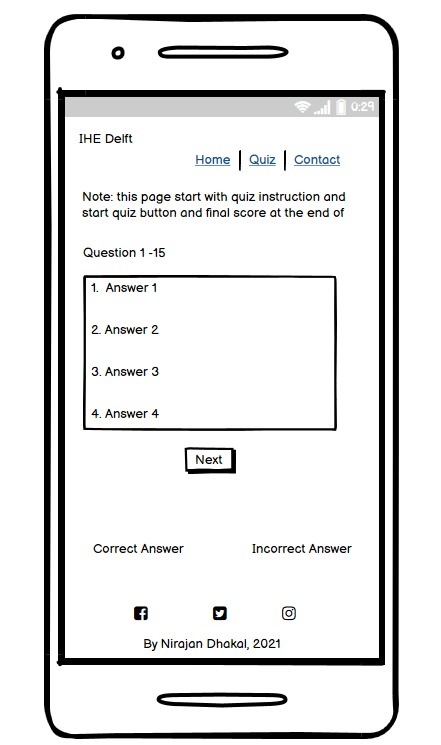 0:29
IHE Delft
Home Quiz Contact
Note: this page start with quiz instruction and
start quiz button and final score at the end of
Question 1 -15
1. Answer 1
2. Answer 2
3. Answer 3
4. Answer 4
Next
Correct Answer Incorrect Answer
By Nirajan Dhakal, 2021